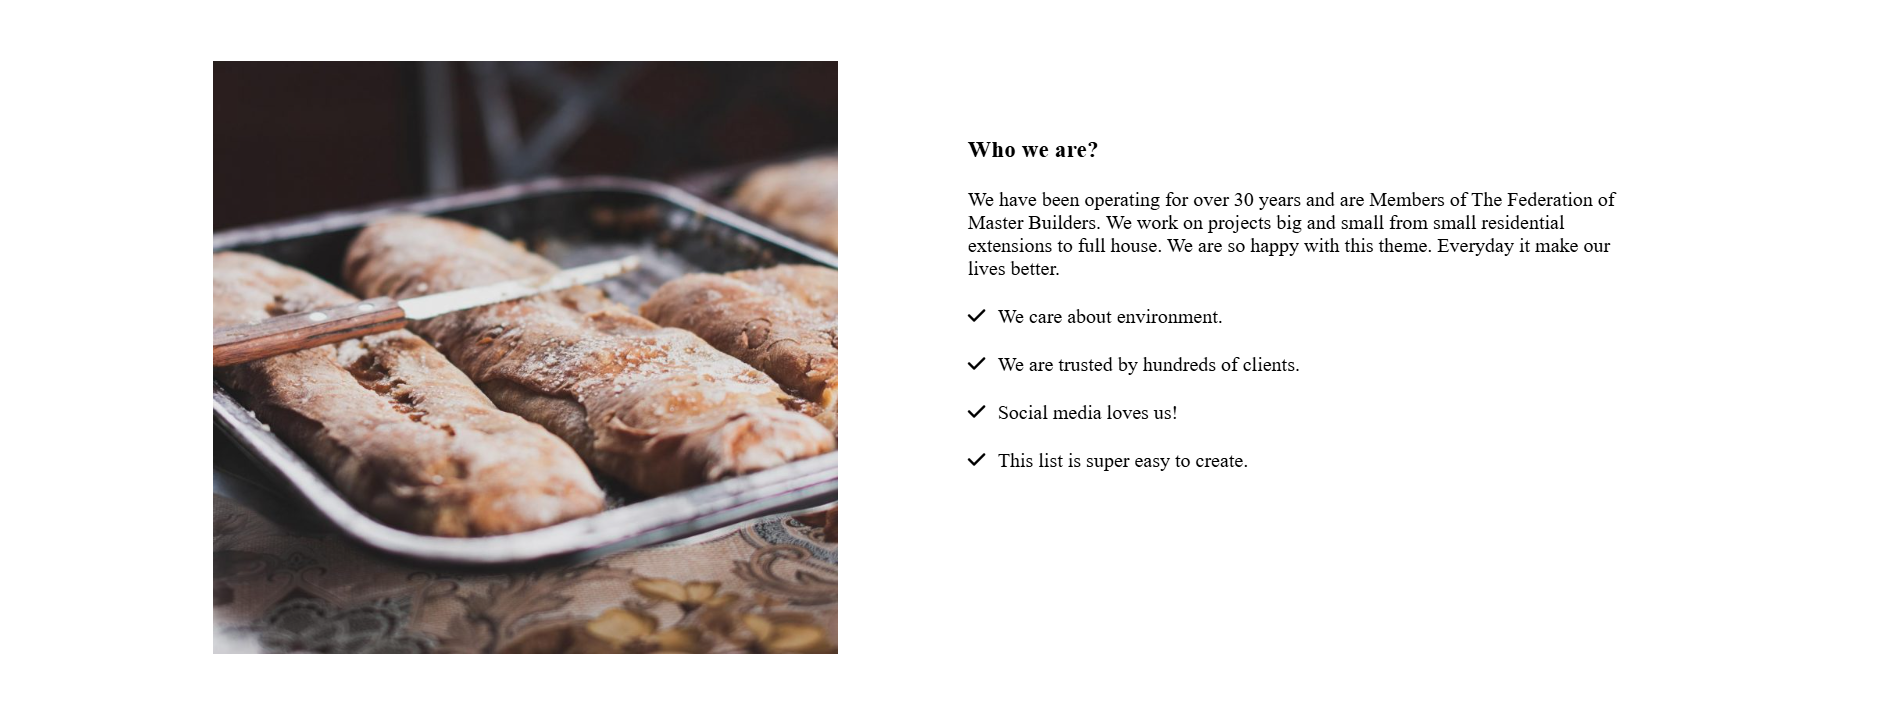 Who we are?
We have been operating for over 30 years and are Members of The Federation of
Master Builders. We work on projects big and small from small residential
extensions to full house. We are so happy with this theme. Everyday it make our
lives better.
We care about environment.
We are trusted by hundreds of clients.
Social media loves us!
This list is super easy to create.